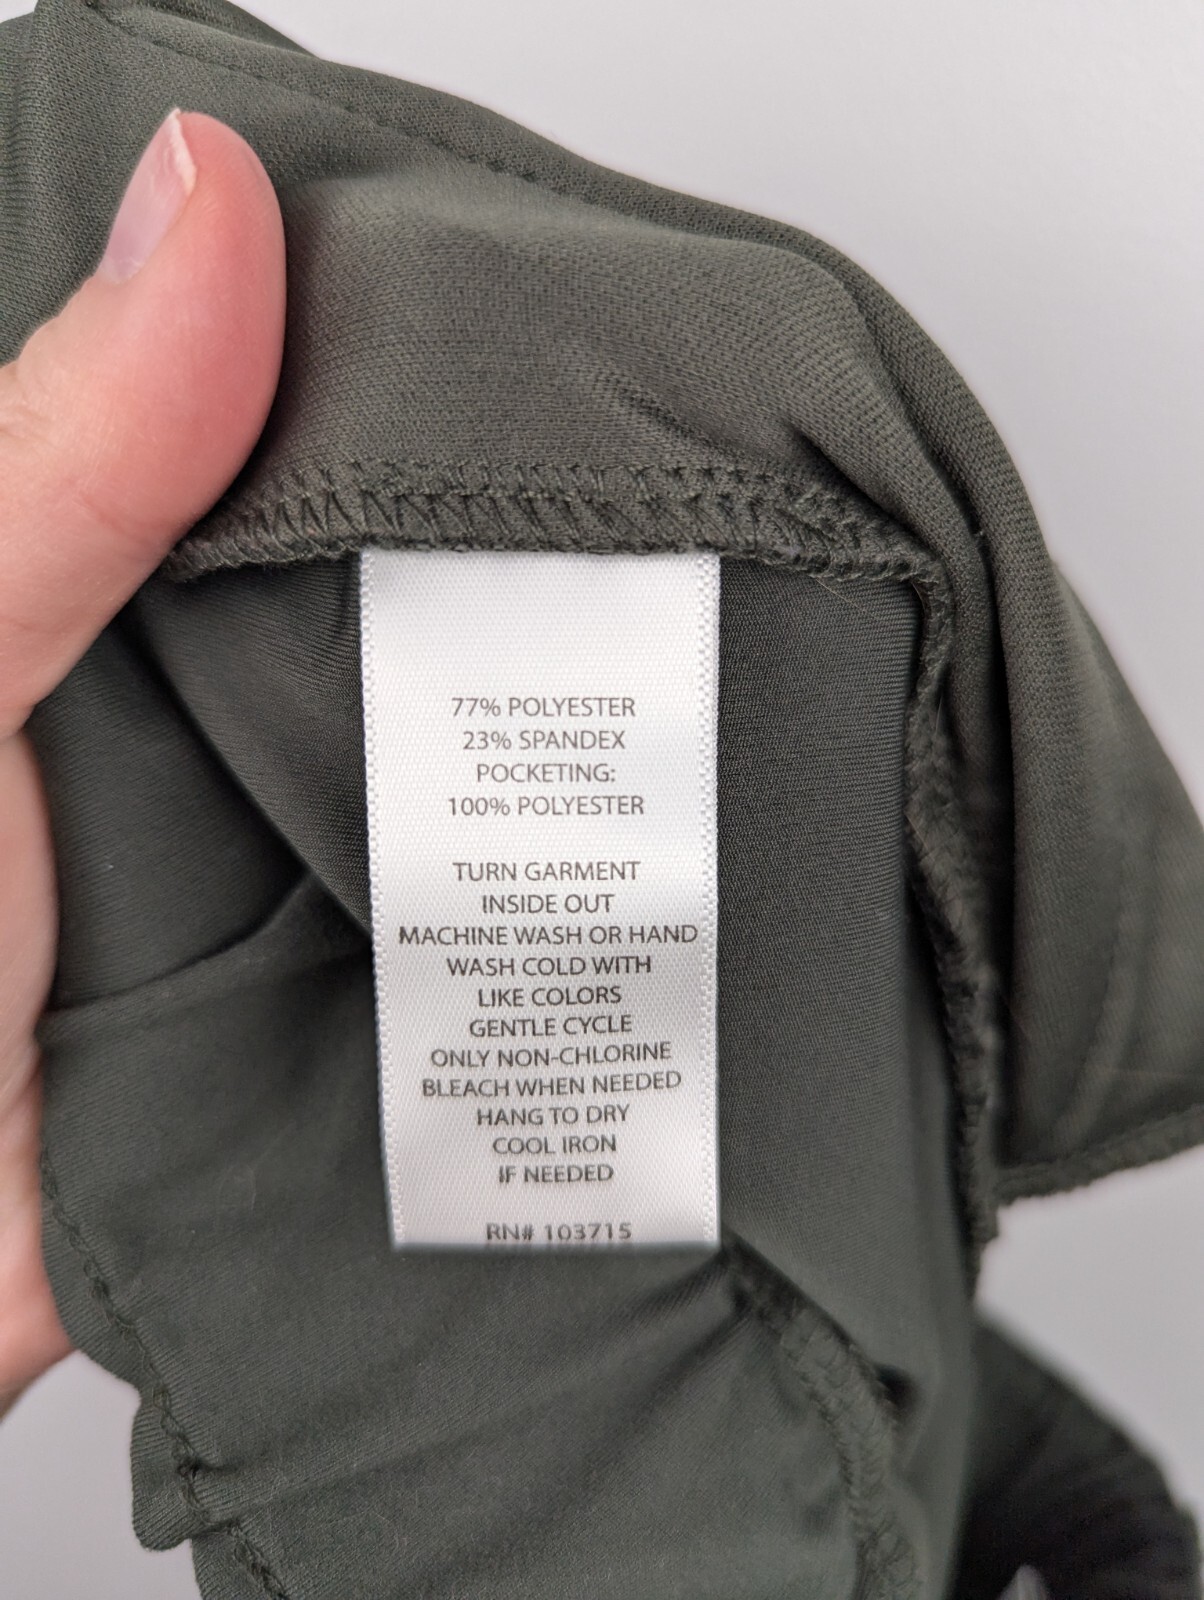 77% POLYESTER
23% SPANDEX
POCKETING:
100% POLYESTER
TURN GARMENT
INSIDE OUT
MACHINE WASH OR HAND
WASH COLD WITH
LIKE COLORS
GENTLE CYCLE
ONLY NON-CHLORINE
BLEACH WHEN NEEDED
HANG TO DRY
COOL IRON
IF NEEDED
RN# 103715